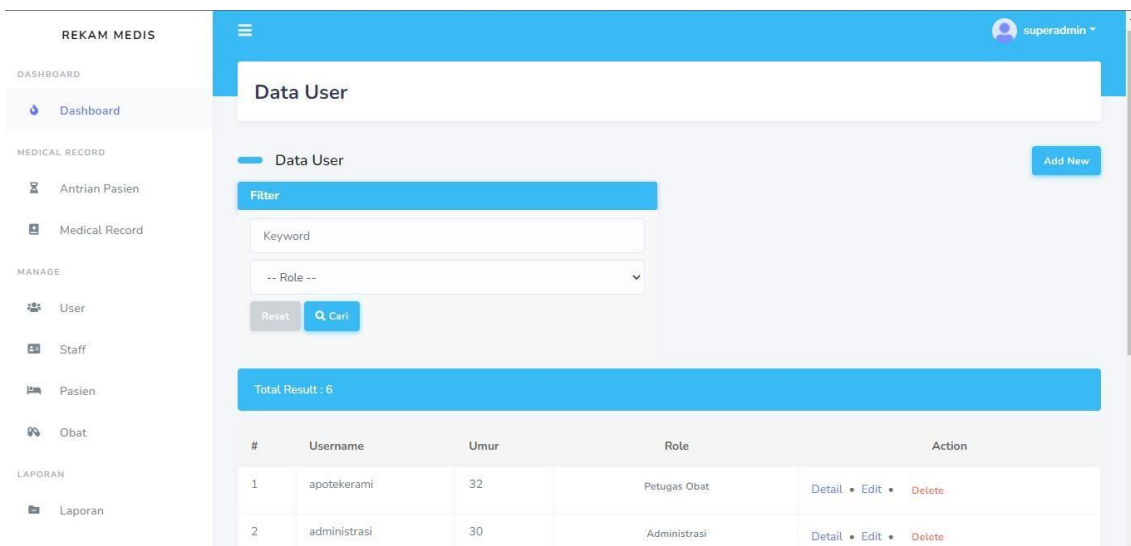 REKAM MEDIS
superadmin
DASHBOARD
Dashboard
MEDICAL RECORD
Antrian Pasien
Medical Record
MANAGE
User
Staff
Pasien
Obat
LAPORAN
Laporan
Data User
Data User
Add New
Filter
Keyword
-- Role --
Reset
Cari
Total Result : 6
# Username Umur Role Action
1 apotekerami 32 Petugas Obat Detail • Edit • Delete
2 administrasi 30 Administrasi Detail • Edit • Delete